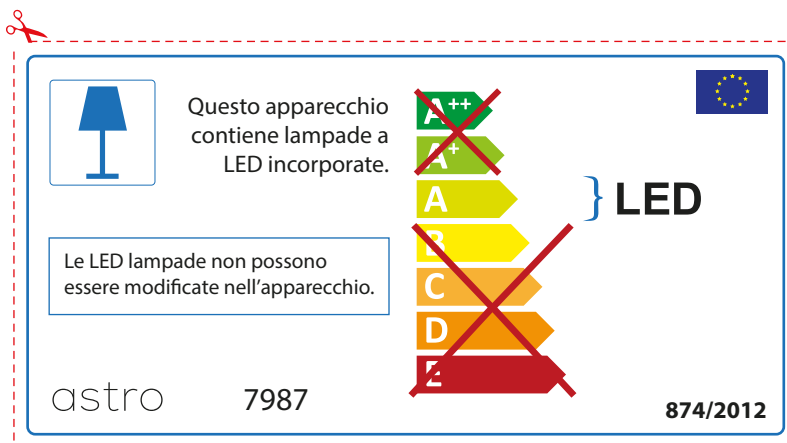 Questo apparecchio
contiene lampade a
LED incorporate.
Le LED lampade non possono
essere modificate nell'apparecchio.
A++
A+
A
B
C
D
E
LED
astro
7987
874/2012